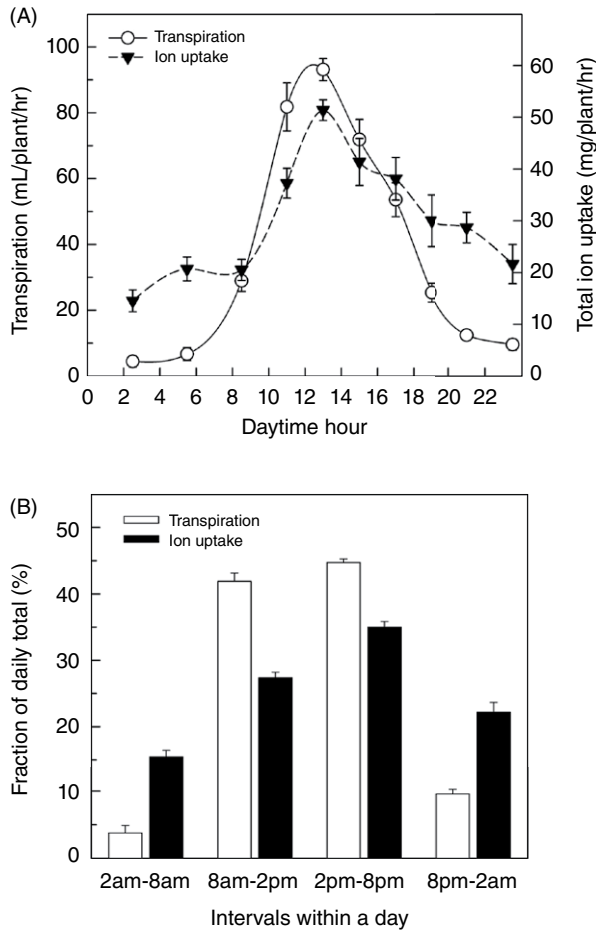 (A)
Transpiration
Ion uptake
Transpiration (mL/plant/hr)
100
80
60
40
20
0
Total ion uptake (mg/plant/hr)
60
50
40
30
20
10
0
0 2 4 6 8 10 12 14 16 18 20 22
Daytime hour
(B)
Transpiration
Ion uptake
Fraction of daily total (%)
50
40
30
20
10
0
2am-8am 8am-2pm 2pm-8pm 8pm-2am
Intervals within a day